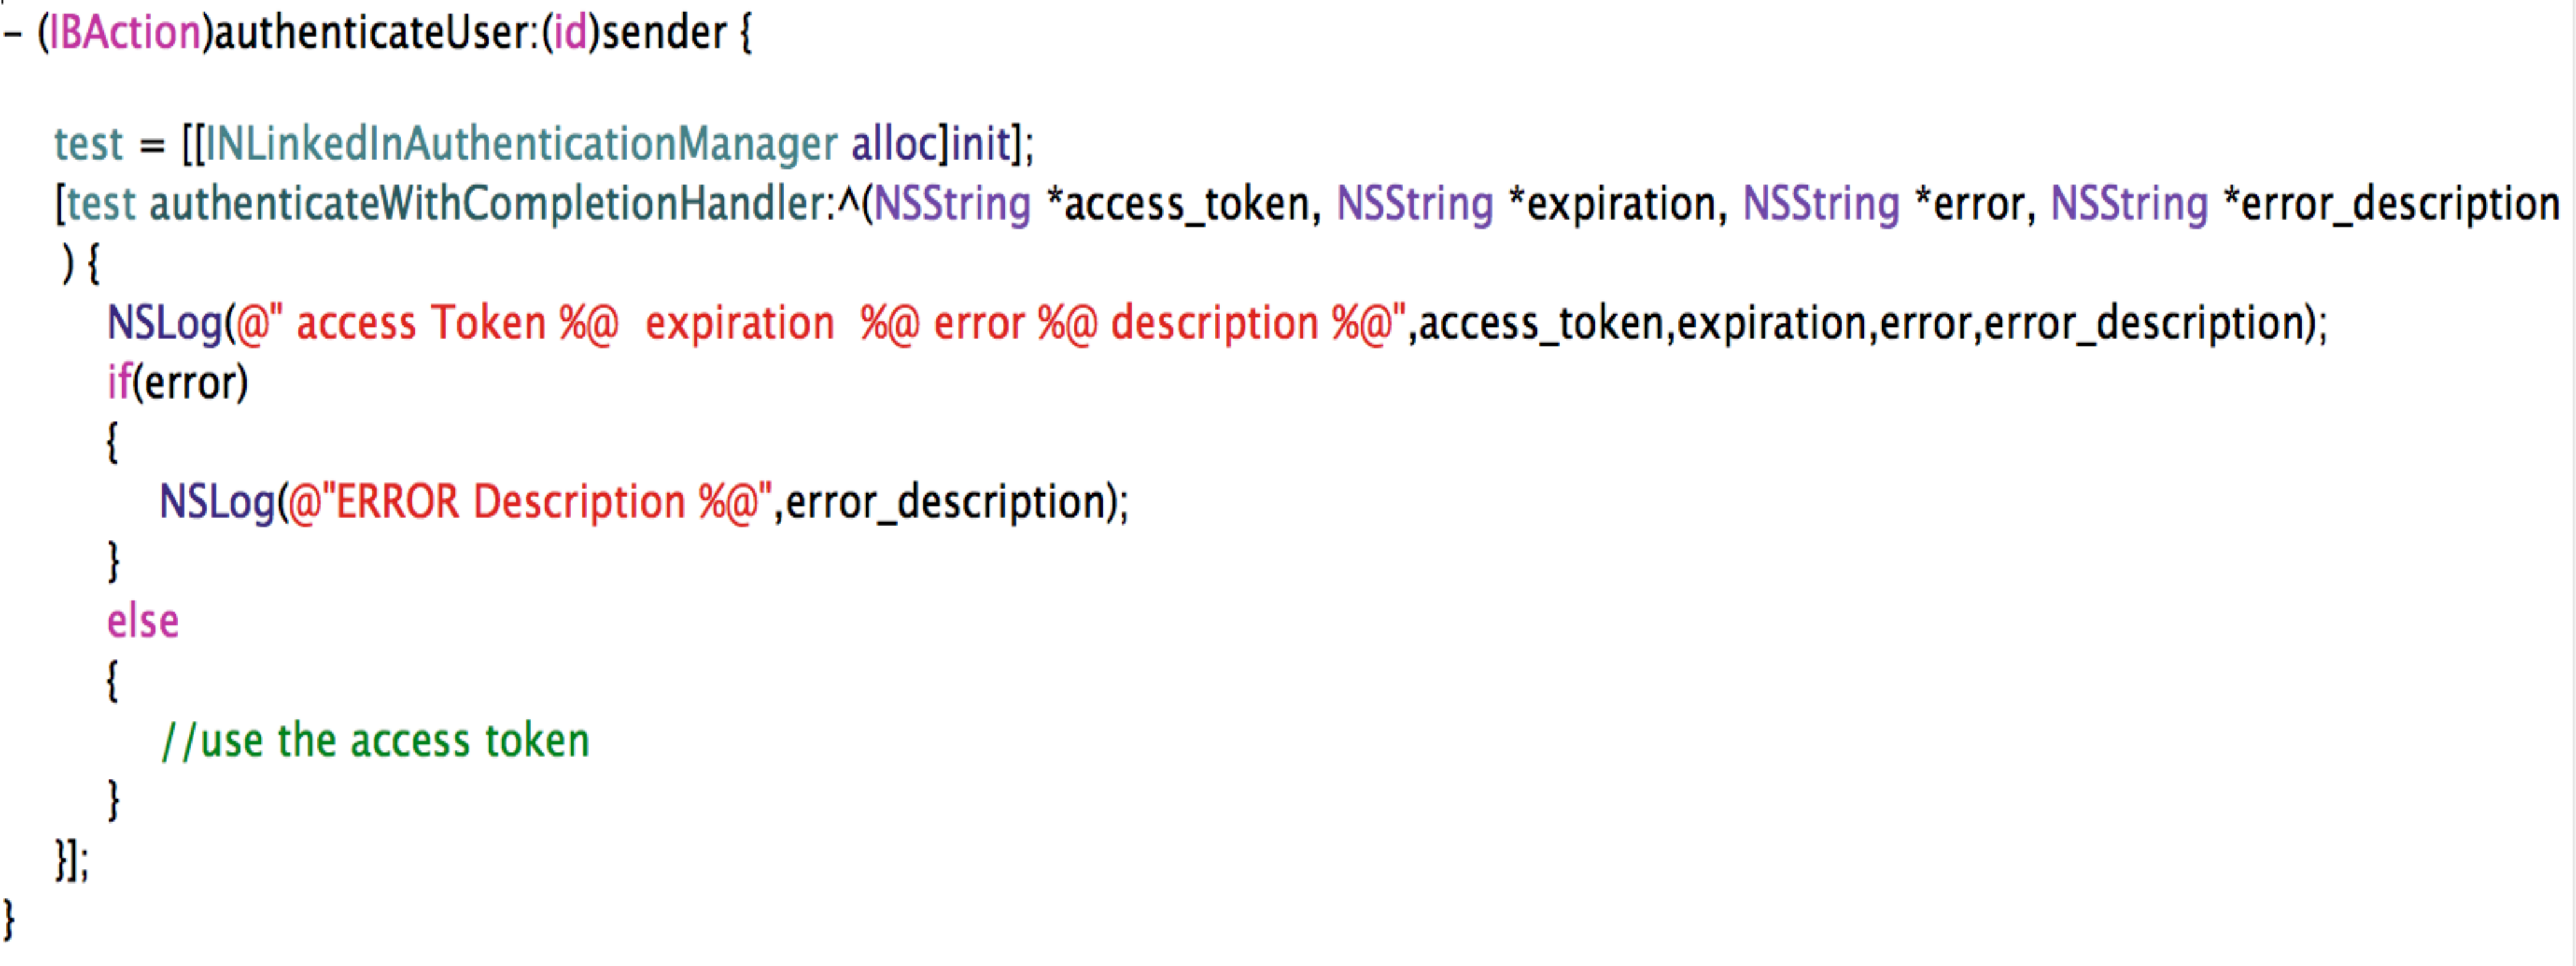 - (IBAction)authenticateUser:(id)sender {
test = [[INLinkedInAuthenticationManager alloc]init];
[test authenticateWithCompletionHandler:^(NSString *access_token, NSString *expiration, NSString *error, NSString *error_description
) {
NSLog(@" access Token %@  expiration  %@ error %@ description %@",access_token,expiration,error,error_description);
if(error)
{
NSLog(@"ERROR Description %@",error_description);
}
else
{
//use the access token
}
}];
}